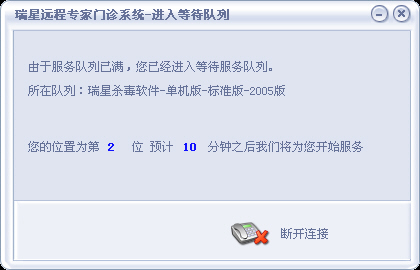 瑞星远程专家门诊系统-进入等待队列
由于服务队列已满，您已经进入等待服务队列。
所在队列：瑞星杀毒软件-单机版-标准版-2005版
您的位置为第 2 位 预计 10 分钟之后我们将为您开始服务
断开连接